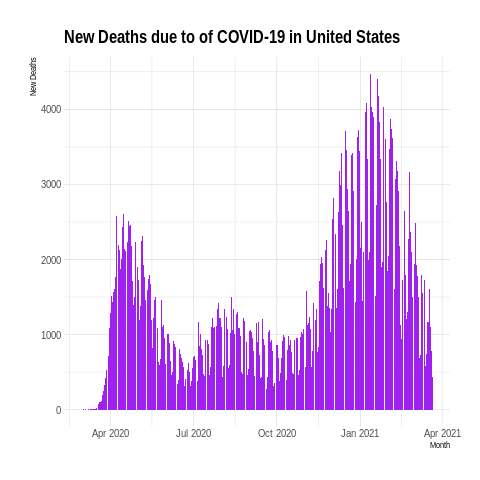 New Deaths due to of COVID-19 in United States
New Deaths
4000
3000
2000
1000
0
Apr 2020
Jul 2020
Oct 2020
Jan 2021
Apr 2021
Month